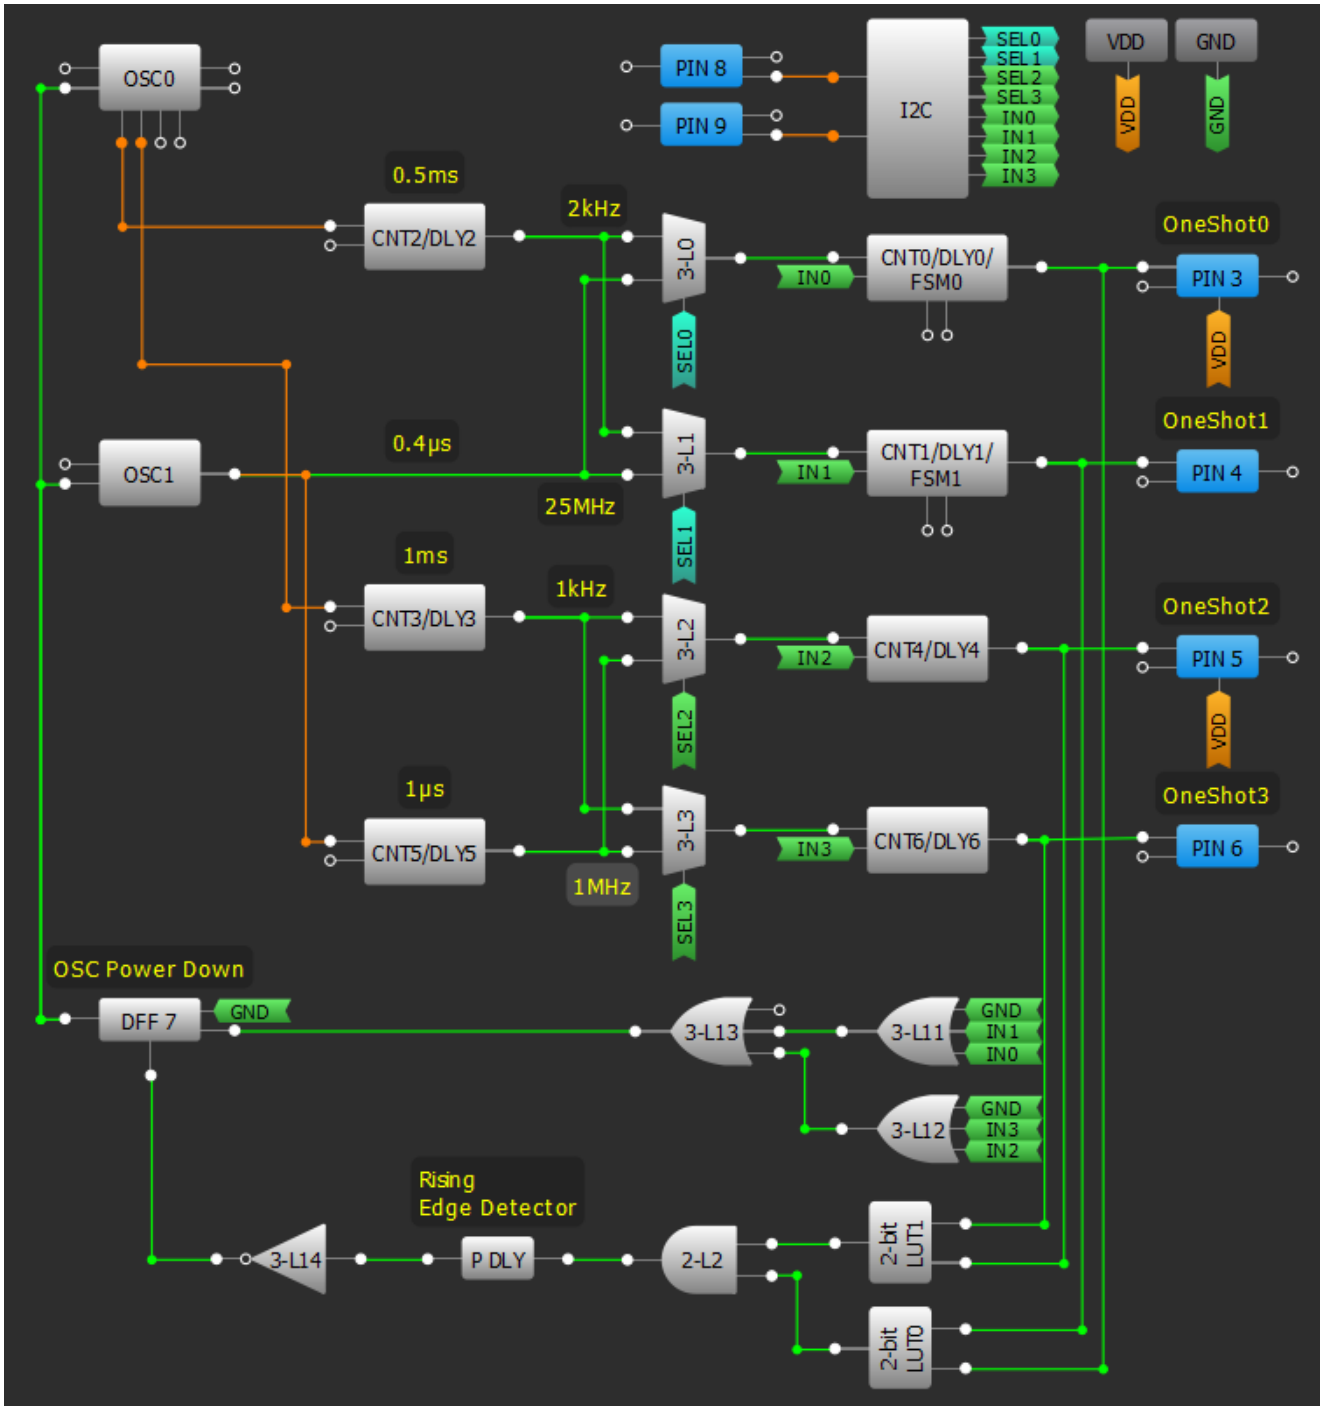 OSC0
PIN 8
PIN 9
I2C
SEL0
SEL1
SEL2
SEL3
IN0
IN1
IN2
IN3
VDD
GND
VDD
GND
0.5ms
CNT2/DLY2
2kHz
3-L0
SEL0
IN0
CNT0/DLY0/
FSM0
OneShot0
PIN 3
VDD
OSC1
0.4µs
25MHz
3-L1
SEL1
IN1
CNT1/DLY1/
FSM1
OneShot1
PIN 4
1ms
CNT3/DLY3
1kHz
3-L2
SEL2
IN2
CNT4/DLY4
OneShot2
PIN 5
VDD
1µs
CNT5/DLY5
1MHz
3-L3
SEL3
IN3
CNT6/DLY6
OneShot3
PIN 6
OSC Power Down
DFF 7
GND
3-L13
3-L11
GND
IN1
IN0
3-L12
GND
IN3
IN2
Rising
Edge Detector
3-L14
P DLY
2-L2
2-bit
LUT1
2-bit
LUT0